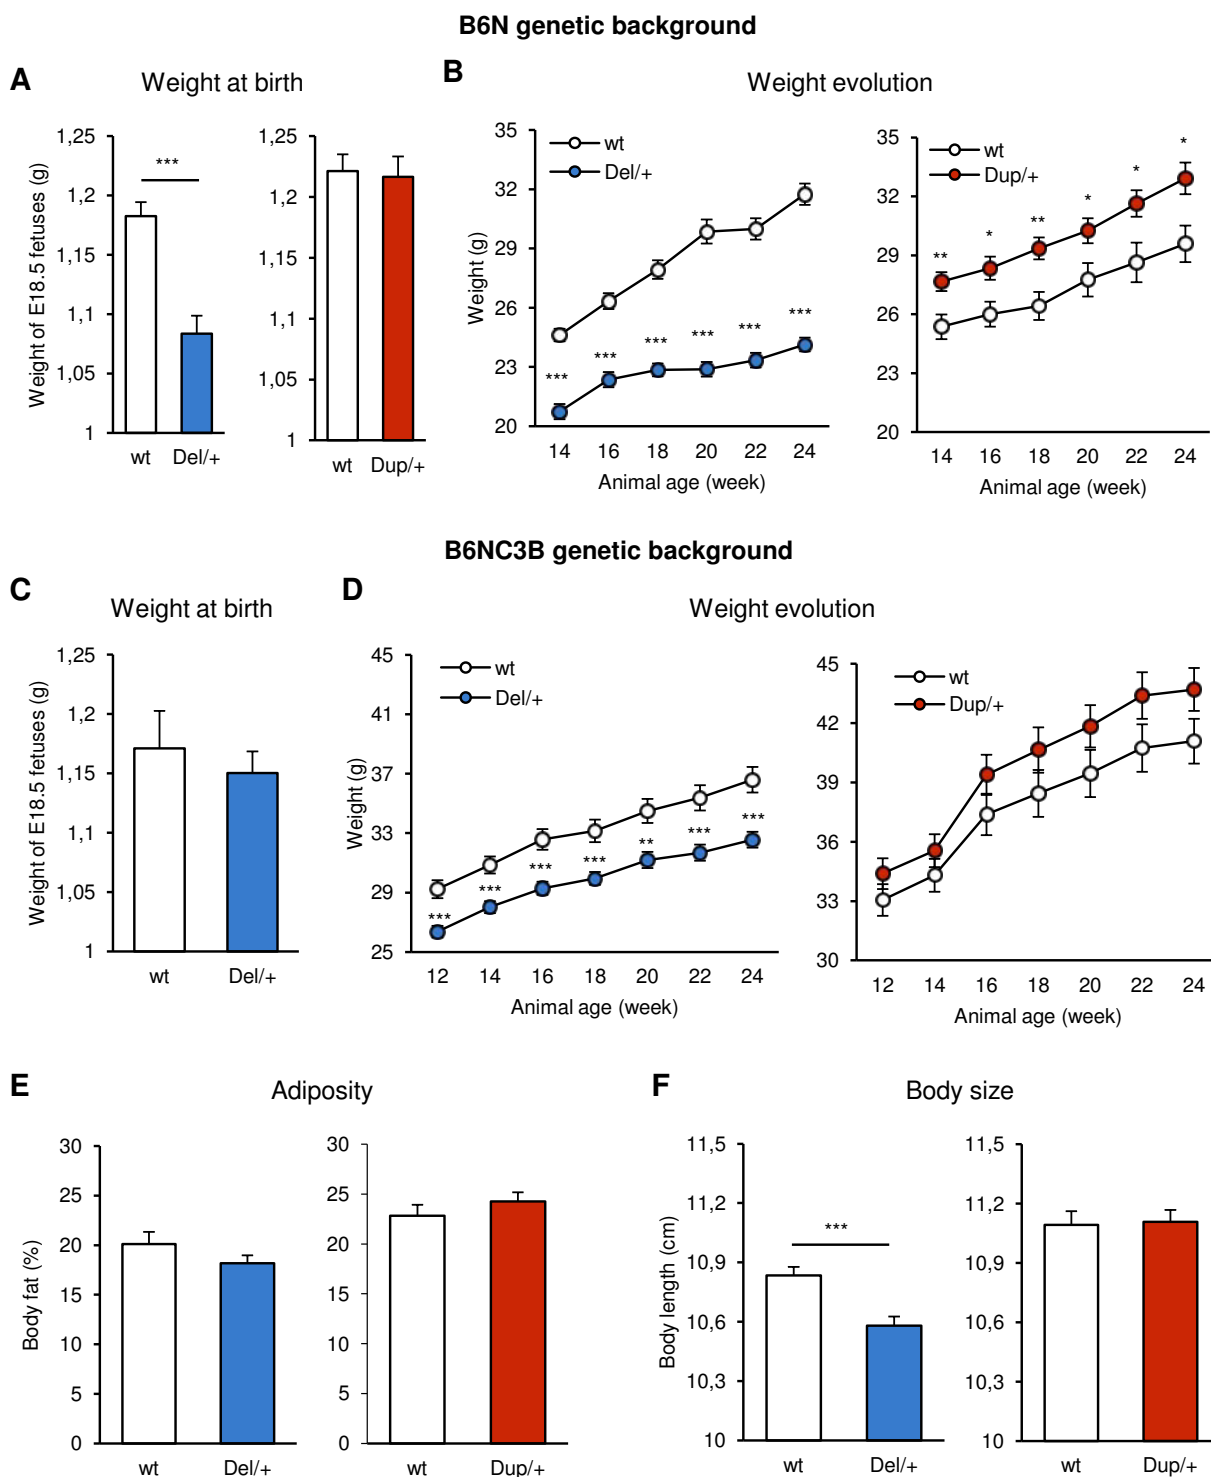 B6N genetic background
A
Weight at birth
B
Weight evolution
Weight of E18.5 fetuses (g)
1,25
1,2
1,15
1,1
1,05
1
***
wt Del/+
1,25
1,2
1,15
1,1
1,05
1
wt Dup/+
Weight (g)
35
32
29
26
23
20
wt
Del/+
*** *** *** *** *** ***
14 16 18 20 22 24
Animal age (week)
35
32
29
26
23
20
wt
Dup/+
** * ** * * *
14 16 18 20 22 24
Animal age (week)
B6NC3B genetic background
C
Weight at birth
D
Weight evolution
Weight of E18.5 fetuses (g)
1,25
1,2
1,15
1,1
1,05
1
wt Del/+
Weight (g)
45
41
37
33
29
25
wt
Del/+
*** *** *** *** ** *** ***
12 14 16 18 20 22 24
Animal age (week)
45
42
39
36
33
30
wt
Dup/+
12 14 16 18 20 22 24
Animal age (week)
E
Adiposity
F
Body size
Body fat (%)
30
25
20
15
10
5
0
wt Del/+
30
25
20
15
10
5
0
wt Dup/+
Body length (cm)
11,5
11,2
10,9
10,6
10,3
10
***
wt Del/+
11,5
11,2
10,9
10,6
10,3
10
wt Dup/+